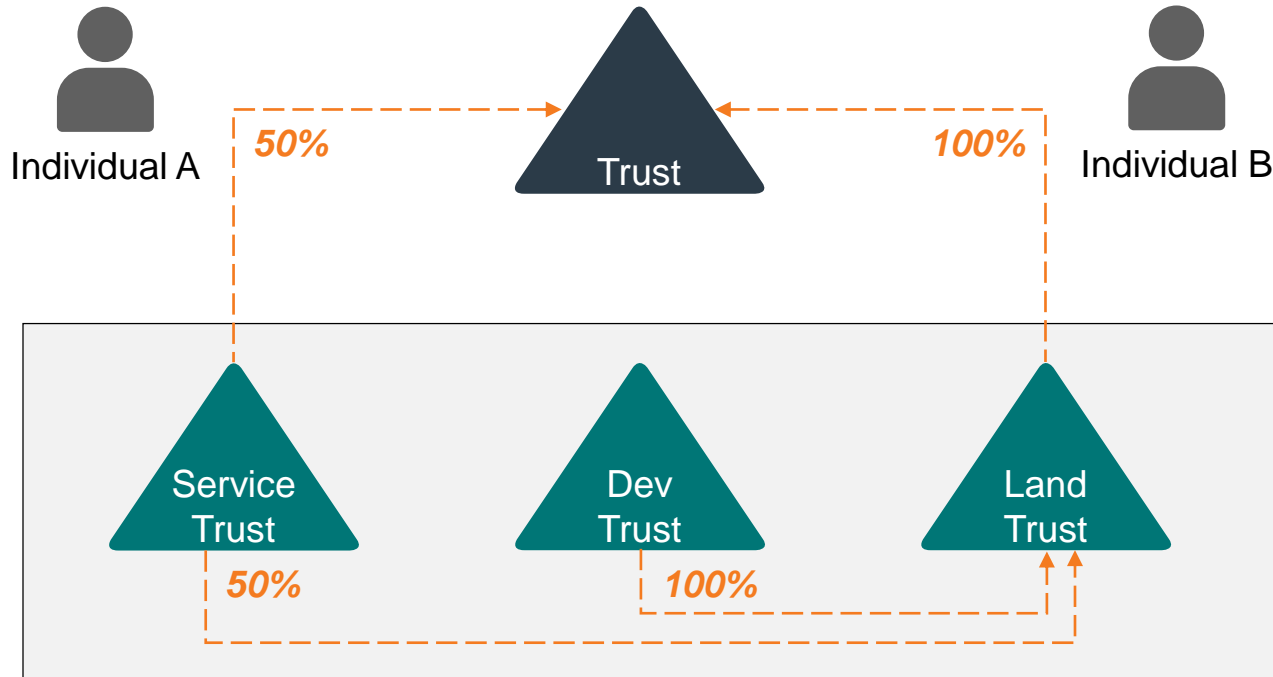 50%
100%
Individual A
Trust
Individual B
Service
Trust
Dev
Trust
Land
Trust
50%
100%